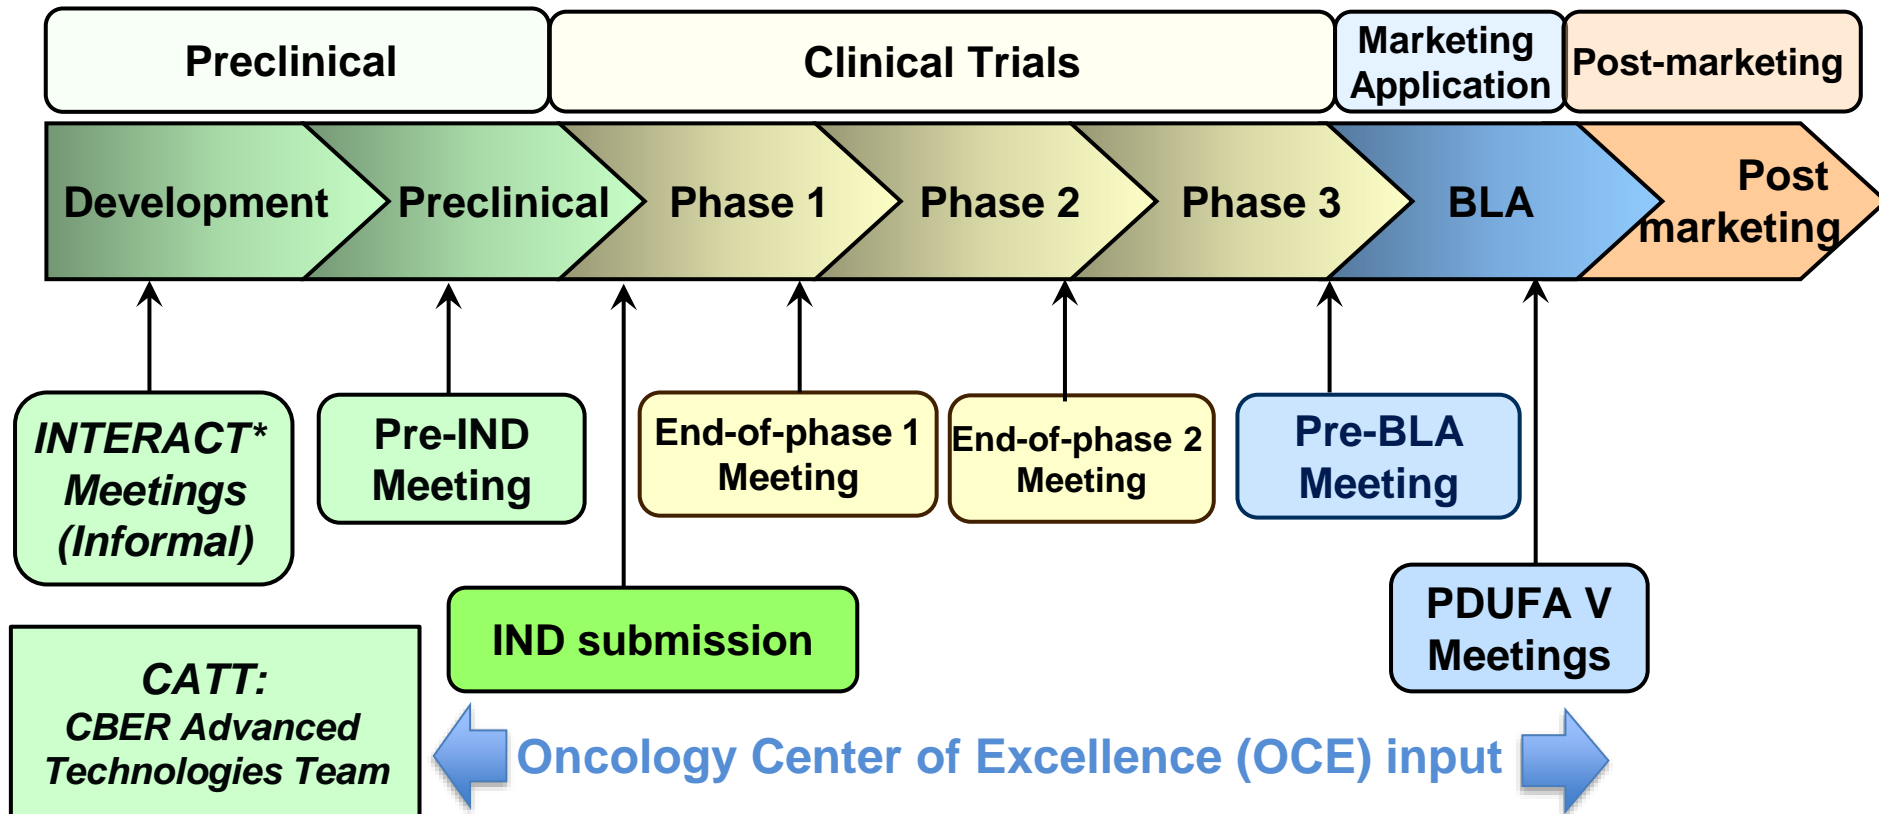 Preclinical
Clinical Trials
Marketing
Application
Post-marketing
Development
Preclinical
Phase 1
Phase 2
Phase 3
BLA
Post
marketing
INTERACT*
Meetings
(Informal)
Pre-IND
Meeting
End-of-phase 1
Meeting
End-of-phase 2
Meeting
Pre-BLA
Meeting
IND submission
PDUFA V
Meetings
CATT:
CBER Advanced
Technologies Team
Oncology Center of Excellence (OCE) input